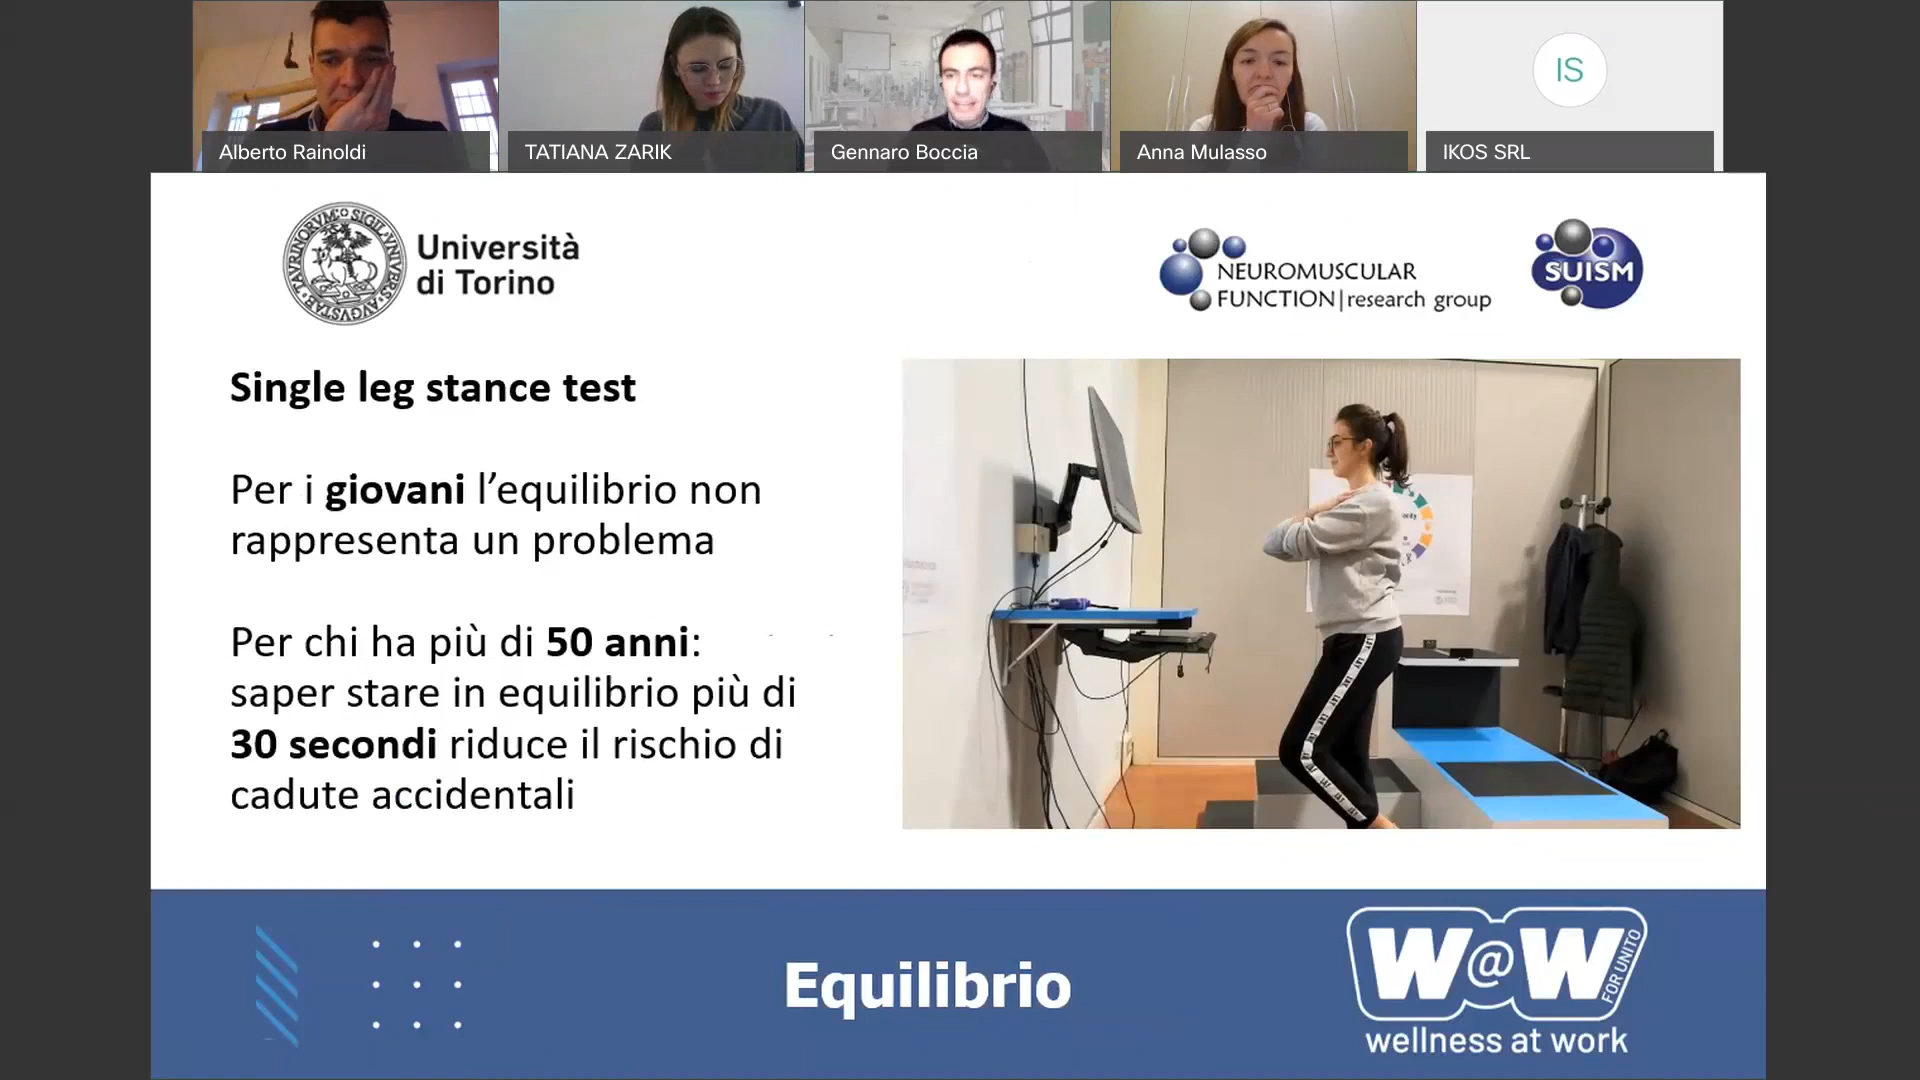 Alberto Rainoldi
TATIANA ZARIK
Gennaro Boccia
Anna Mulasso
IS
IKOS SRL
Università
di Torino
NEUROMUSCULAR
FUNCTION|research group
SUISM
Single leg stance test
Per i giovani l’equilibrio non
rappresenta un problema
Per chi ha più di 50 anni:
saper stare in equilibrio più di
30 secondi riduce il rischio di
cadute accidentali
Equilibrio
W@W
FOR UNITO
wellness at work